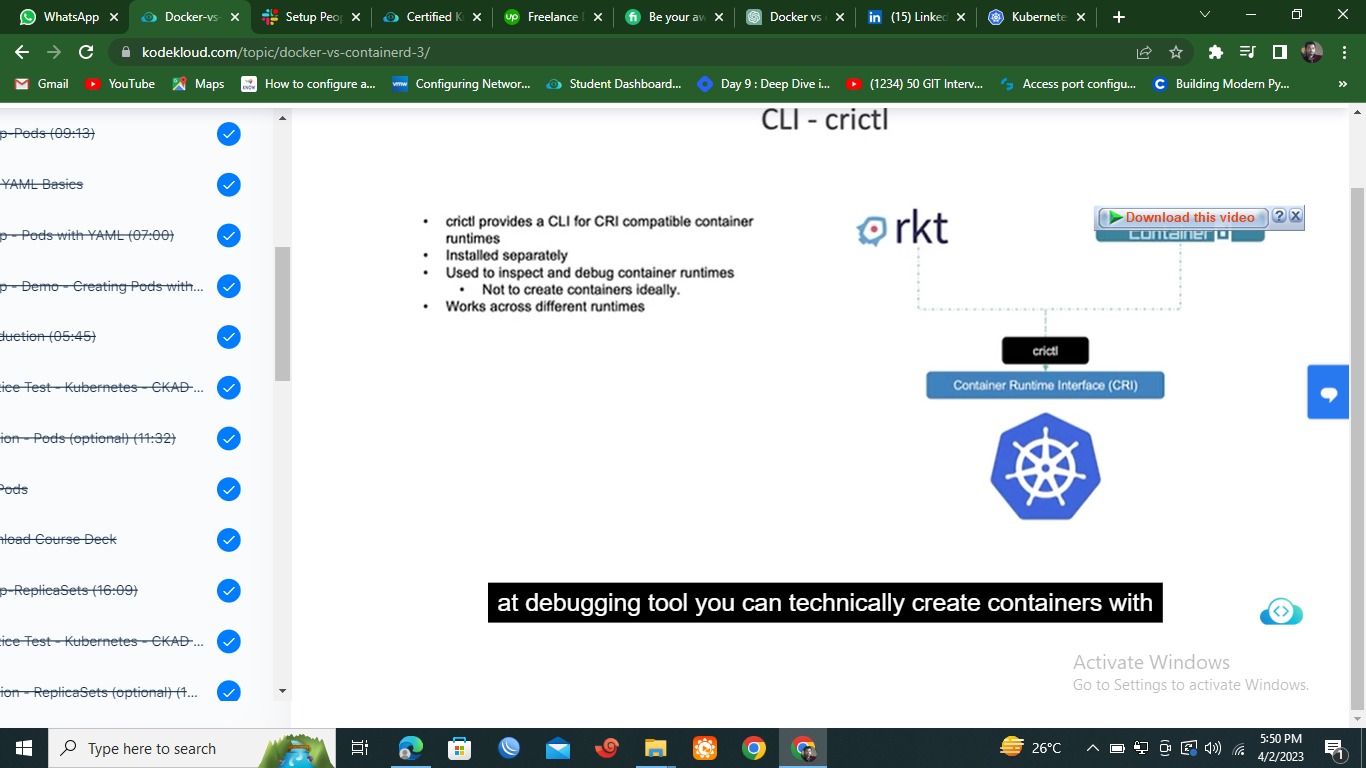 WhatsApp
Docker-vs-
Setup Peop
Certified K
Freelance
Be your aw
Docker vs
(15) Linked
Kubernete
kodekloud.com/topic/docker-vs-containerd-3/
Gmail
YouTube
Maps
How to configure a...
Configuring Networ...
Student Dashboard...
Day 9 : Deep Dive i...
(1234) 50 GIT Interv...
Access port configu...
Building Modern Py...
»
p-Pods (09:13)
YAML Basics
p - Pods with YAML (07:00)
p - Demo - Creating Pods with...
duction (05:45)
ice Test - Kubernetes - CKAD ...
ion - Pods (optional) (11:32)
Pods
nload Course Deck
p-ReplicaSets (16:09)
ice Test - Kubernetes - CKAD ...
ion - ReplicaSets (optional) (1...
CLI - crictl
• crictl provides a CLI for CRI compatible container
runtimes
• Installed separately
• Used to inspect and debug container runtimes
• Not to create containers ideally.
• Works across different runtimes
rkt
Download this video
? X
container d
crictl
Container Runtime Interface (CRI)
at debugging tool you can technically create containers with
Activate Windows
Go to Settings to activate Windows.
Type here to search
26°C
5:50 PM
4/2/2023
1